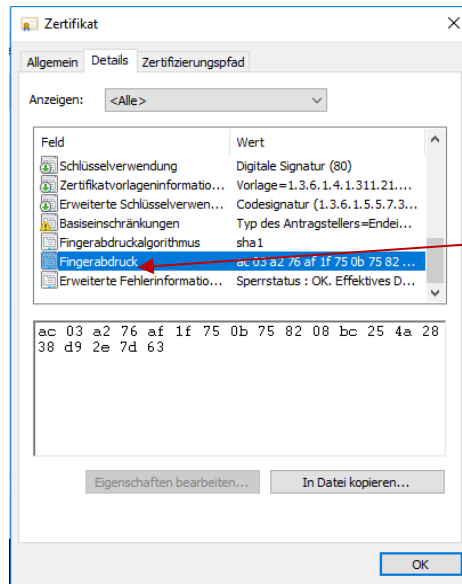 Zertifikat
Allgemein Details Zertifizierungspfad
Anzeigen: <Alle>
Feld Wert
Schlüsselverwendung Digitale Signatur (80)
Zertifikatvorlageninformatio... Vorlage=1.3.6.1.4.1.311.21....
Erweiterte Schlüsselverwen... Codesignatur (1.3.6.1.5.5.7.3...
Basiseinschränkungen Typ des Antragstellers=Endei...
Fingerabdruckalgorithmus sha1
Fingerabdruck ac 03 a2 76 af 1f 75 0b 75 82 ...
Erweiterte Fehlerinformatio... Sperrstatus : OK. Effektives D...
ac 03 a2 76 af 1f 75 0b 75 82 08 bc 25 4a 28
38 d9 2e 7d 63
Eigenschaften bearbeiten... In Datei kopieren...
OK